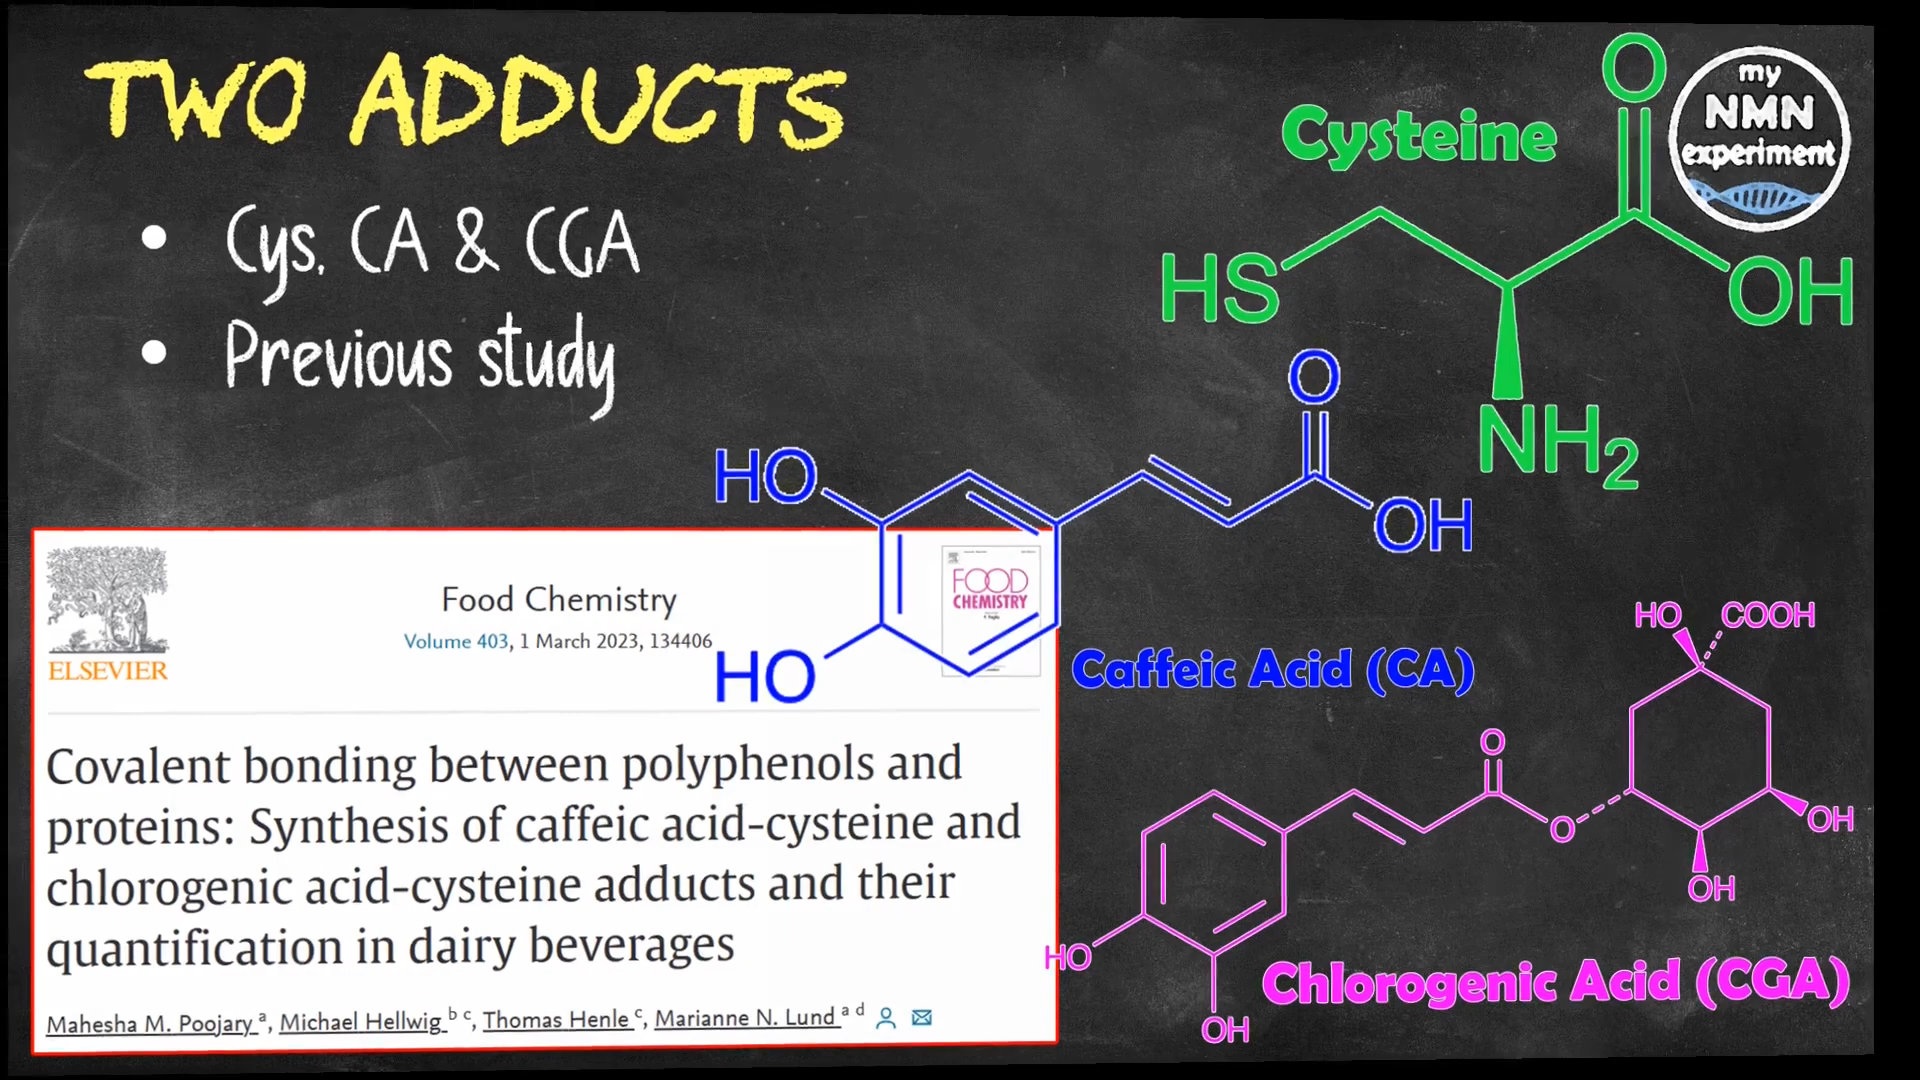 TWO ADDUCTS
• Cys, CA & CGA
• Previous study
Cysteine
O
HS
OH
NH2
my
NMN
experiment
HO
HO
O
OH
Caffeic Acid (CA)
HO
COOH
O
O
OH
OH
HO
OH
Chlorogenic Acid (CGA)
ELSEVIER
Food Chemistry
Volume 403, 1 March 2023, 134406
FOOD
CHEMISTRY
Covalent bonding between polyphenols and
proteins: Synthesis of caffeic acid-cysteine and
chlorogenic acid-cysteine adducts and their
quantification in dairy beverages
Mahesha M. Poojary a, Michael Hellwig b c, Thomas Henle c, Marianne N. Lund a d